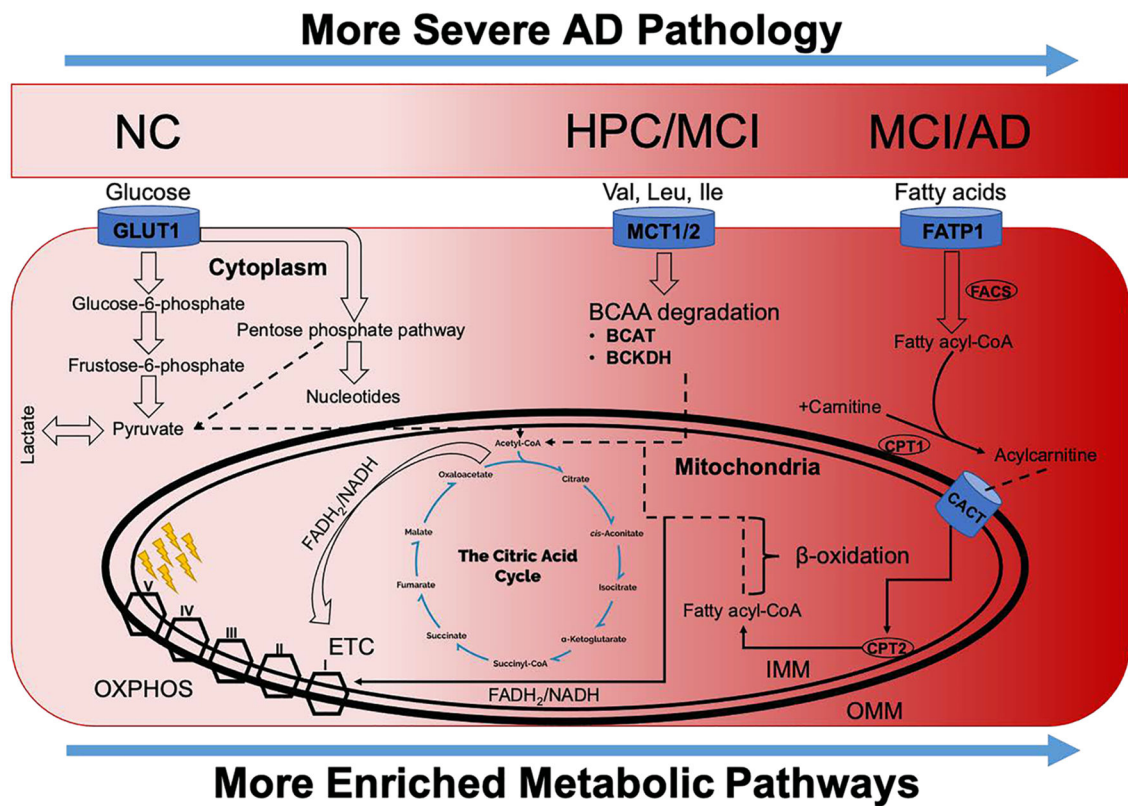 More Severe AD Pathology
NC
HPC/MCI
MCI/AD
Glucose
Val, Leu, Ile
Fatty acids
GLUT1
MCT1/2
FATP1
Cytoplasm
FACS
Glucose-6-phosphate
BCAA degradation
Pentose phosphate pathway
• BCAT
Fatty acyl-CoA
• BCKDH
Frustose-6-phosphate
Nucleotides
+Carnitine
Lactate
Pyruvate
Acetyl-CoA
CPT1
Acylcarnitine
Mitochondria
Oxaloacetate
Citrate
CACT
FADH2/NADH
Malate
cis-Aconitate
The Citric Acid
Cycle
β-oxidation
Fumarate
Isocitrate
V
IV
Fatty acyl-CoA
III
Succinate
α-Ketoglutarate
II
ETC
CPT2
I
Succinyl-CoA
IMM
OXPHOS
FADH2/NADH
OMM
More Enriched Metabolic Pathways